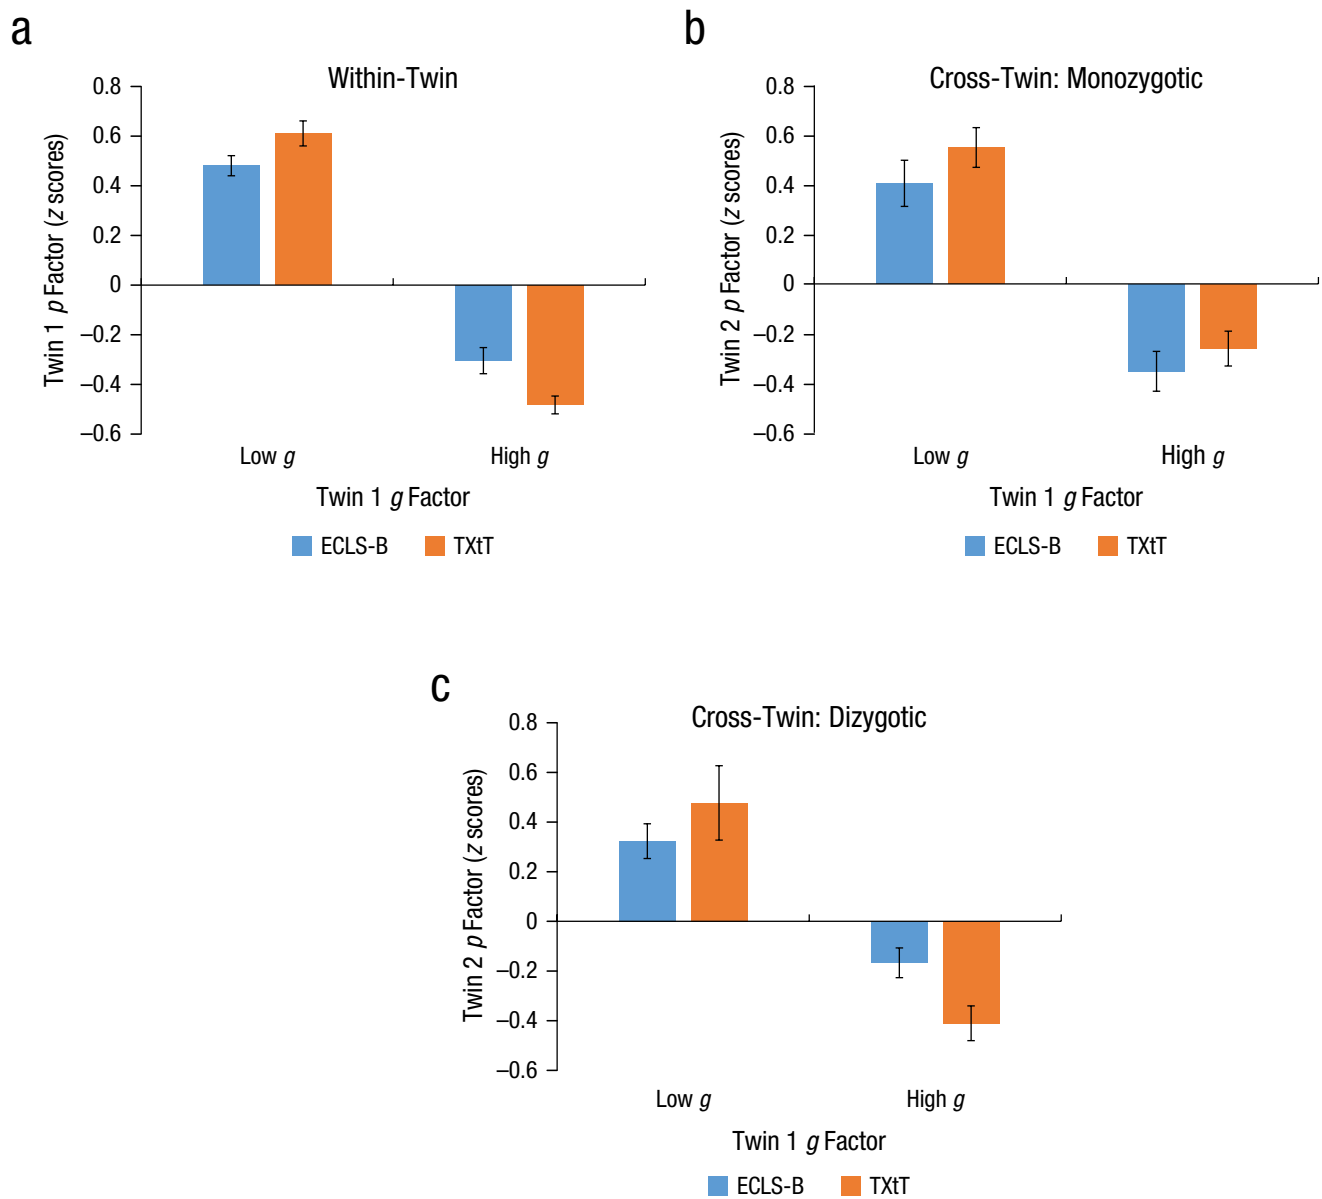 a
Within-Twin
Twin 1 p Factor (z scores)
0.8
0.6
0.4
0.2
0
–0.2
–0.4
–0.6
Low g
High g
Twin 1 g Factor
ECLS-B
TXtT
b
Cross-Twin: Monozygotic
Twin 2 p Factor (z scores)
0.8
0.6
0.4
0.2
0
–0.2
–0.4
–0.6
Low g
High g
Twin 1 g Factor
ECLS-B
TXtT
c
Cross-Twin: Dizygotic
Twin 2 p Factor (z scores)
0.8
0.6
0.4
0.2
0
–0.2
–0.4
–0.6
Low g
High g
Twin 1 g Factor
ECLS-B
TXtT